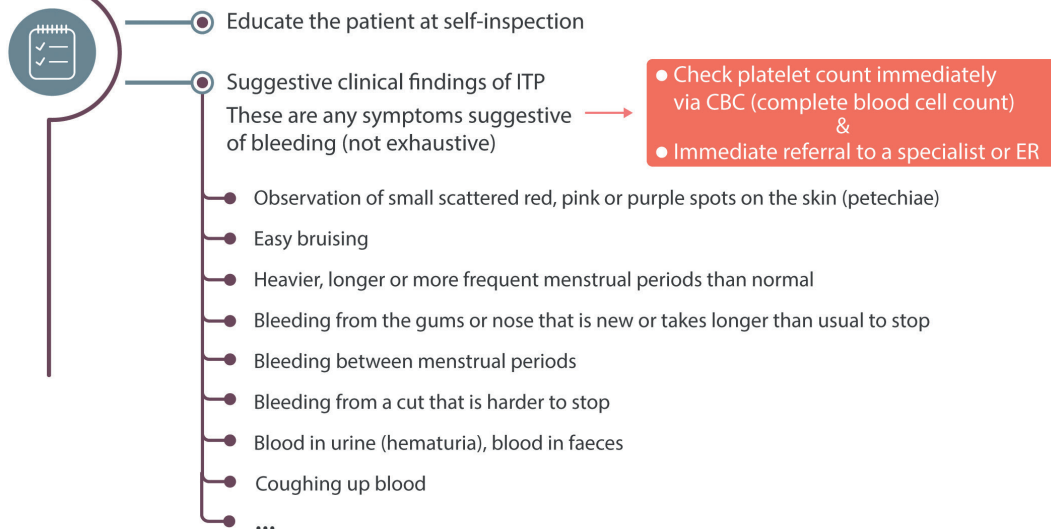 Educate the patient at self-inspection
Suggestive clinical findings of ITP
These are any symptoms suggestive
of bleeding (not exhaustive)
● Check platelet count immediately
via CBC (complete blood cell count)
&
● Immediate referral to a specialist or ER
Observation of small scattered red, pink or purple spots on the skin (petechiae)
Easy bruising
Heavier, longer or more frequent menstrual periods than normal
Bleeding from the gums or nose that is new or takes longer than usual to stop
Bleeding between menstrual periods
Bleeding from a cut that is harder to stop
Blood in urine (hematuria), blood in faeces
Coughing up blood
...